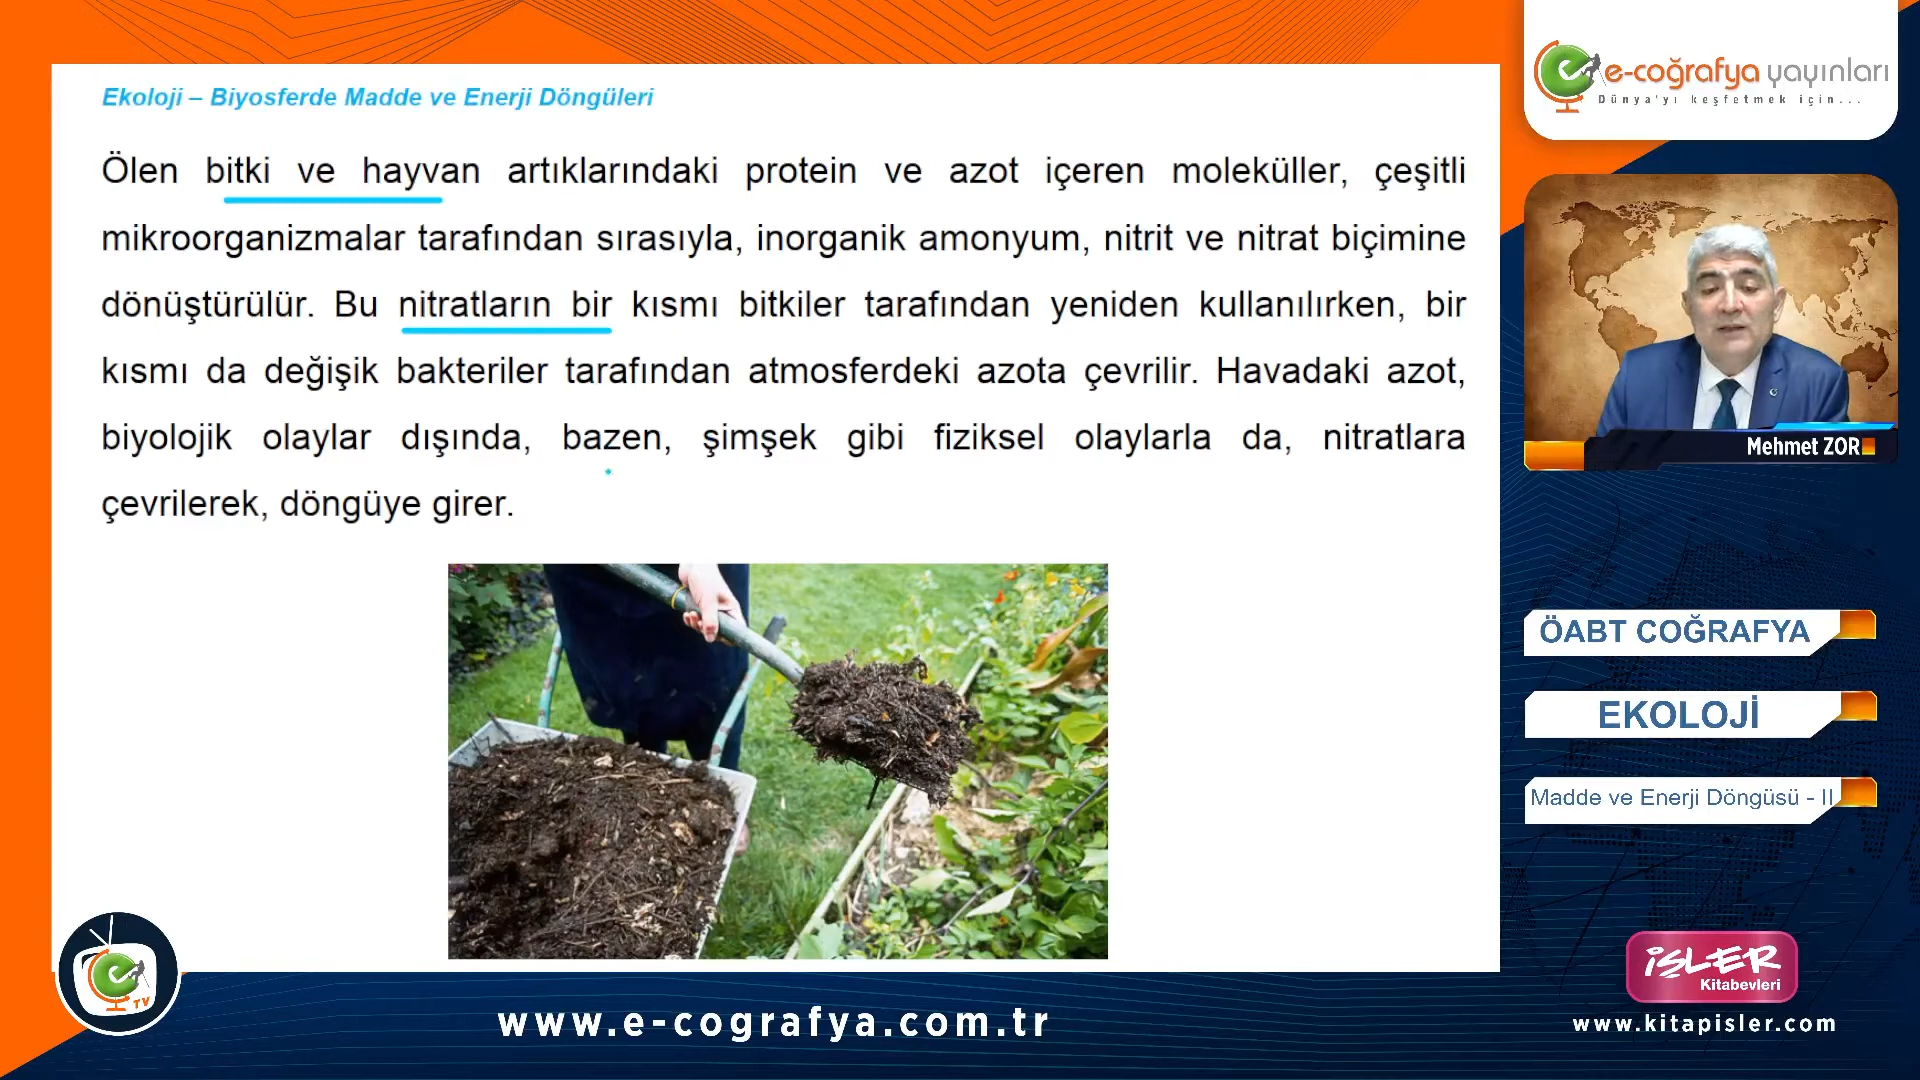 Ekoloji – Biyosferde Madde ve Enerji Döngüleri
Ölen bitki ve hayvan artıklarındaki protein ve azot içeren moleküller, çeşitli
mikroorganizmalar tarafından sırasıyla, inorganik amonyum, nitrit ve nitrat biçimine
dönüştürülür. Bu nitratların bir kısmı bitkiler tarafından yeniden kullanılırken, bir
kısmı da değişik bakteriler tarafından atmosferdeki azota çevrilir. Havadaki azot,
biyolojik olaylar dışında, bazen, şimşek gibi fiziksel olaylarla da, nitratlara
çevrilerek, döngüye girer.
e-coğrafya yayınları
Dünya'yı keşfetmek için...
Mehmet ZOR
ÖABT COĞRAFYA
EKOLOJİ
Madde ve Enerji Döngüsü - II
İŞLER
Kitabevleri
www.kitapisler.com
TV
www.e-cografya.com.tr